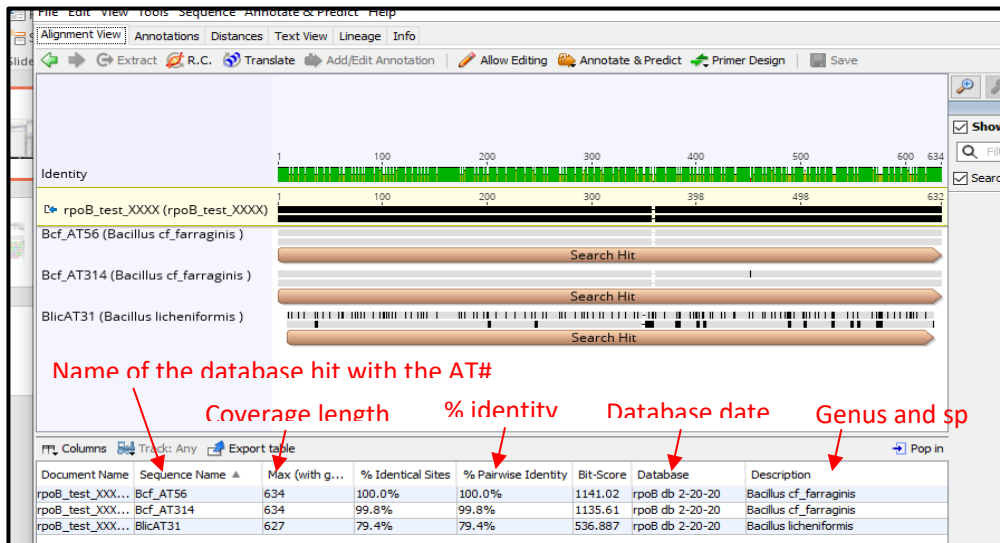 File Edit View Tools Sequence Annotate & Predict Help
Alignment View Annotations Distances Text View Lineage Info
Slide Extract R.C. Translate Add/Edit Annotation Allow Editing Annotate & Predict Primer Design Save
Show
Searc
1 100 200 300 400 500 600 634
Identity
1 100 200 300 398 498 632
rpoB_test_XXXX (rpoB_test_XXXX)
Bcf_AT56 (Bacillus cf_farraginis )
Search Hit
Bcf_AT314 (Bacillus cf_farraginis )
Search Hit
BlicAT31 (Bacillus licheniformis )
Search Hit
Name of the database hit with the AT#
Coverage length % identity Database date Genus and sp
Columns Track: Any Export table Pop in
Document Name Sequence Name Max (with g... % Identical Sites % Pairwise Identity Bit-Score Database Description
rpoB_test_XXX... Bcf_AT56 634 100.0% 100.0% 1141.02 rpoB db 2-20-20 Bacillus cf_farraginis
rpoB_test_XXX... Bcf_AT314 634 99.8% 99.8% 1135.61 rpoB db 2-20-20 Bacillus cf_farraginis
rpoB_test_XXX... BlicAT31 627 79.4% 79.4% 536.887 rpoB db 2-20-20 Bacillus licheniformis